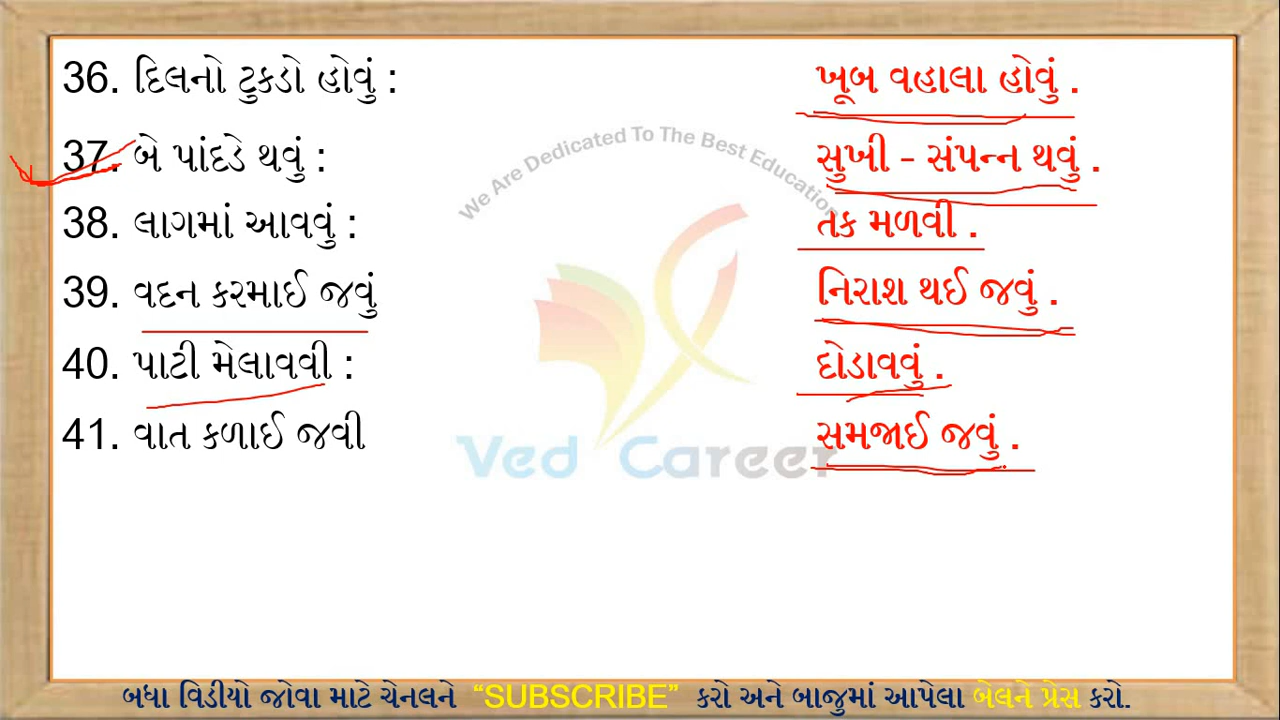 36. દિલનો ટુકડો હોવું : ખૂબ વહાલા હોવું .
We Are Dedicated To The Best Education
37. બે પાંદડે થવું : સુખી - સંપન્ન થવું .
38. લાગમાં આવવું : તક મળવી .
39. વદન કરમાઈ જવું નિરાશ થઈ જવું .
40. પાટી મેલાવવી : દોડાવવું .
41. વાત કળાઈ જવી સમજાઈ જવું .
Ved Career
બધા વિડીયો જોવા માટે ચેનલને “SUBSCRIBE” કરો અને બાજુમાં આપેલા બેલને પ્રેસ કરો.